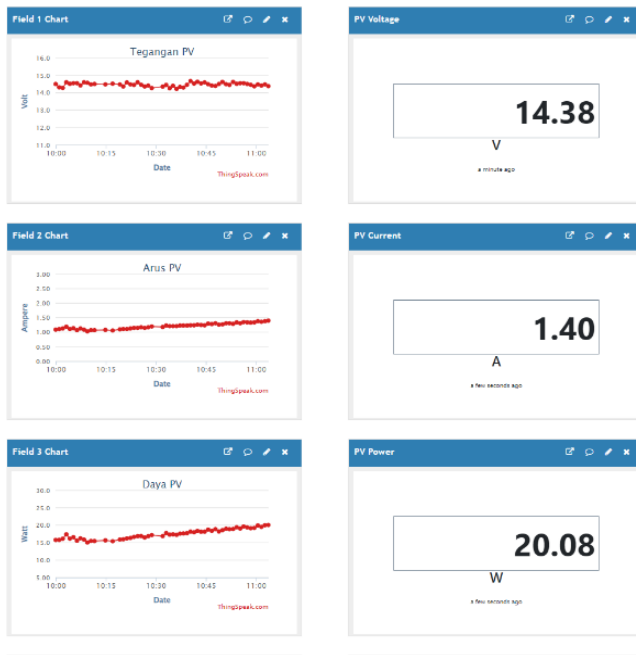 Field 1 Chart
Tegangan PV
16.0
15.0
14.0
13.0
12.0
11.0
Volt
10:00 10:15 10:30 10:45 11:00
Date
ThingSpeak.com
PV Voltage
14.38
V
a minute ago
Field 2 Chart
Arus PV
3.00
2.50
2.00
1.50
1.00
0.50
0.00
Ampere
10:00 10:15 10:30 10:45 11:00
Date
ThingSpeak.com
PV Current
1.40
A
a few seconds ago
Field 3 Chart
Daya PV
30.0
25.0
20.0
15.0
10.0
5.00
Watt
10:00 10:15 10:30 10:45 11:00
Date
ThingSpeak.com
PV Power
20.08
W
a few seconds ago